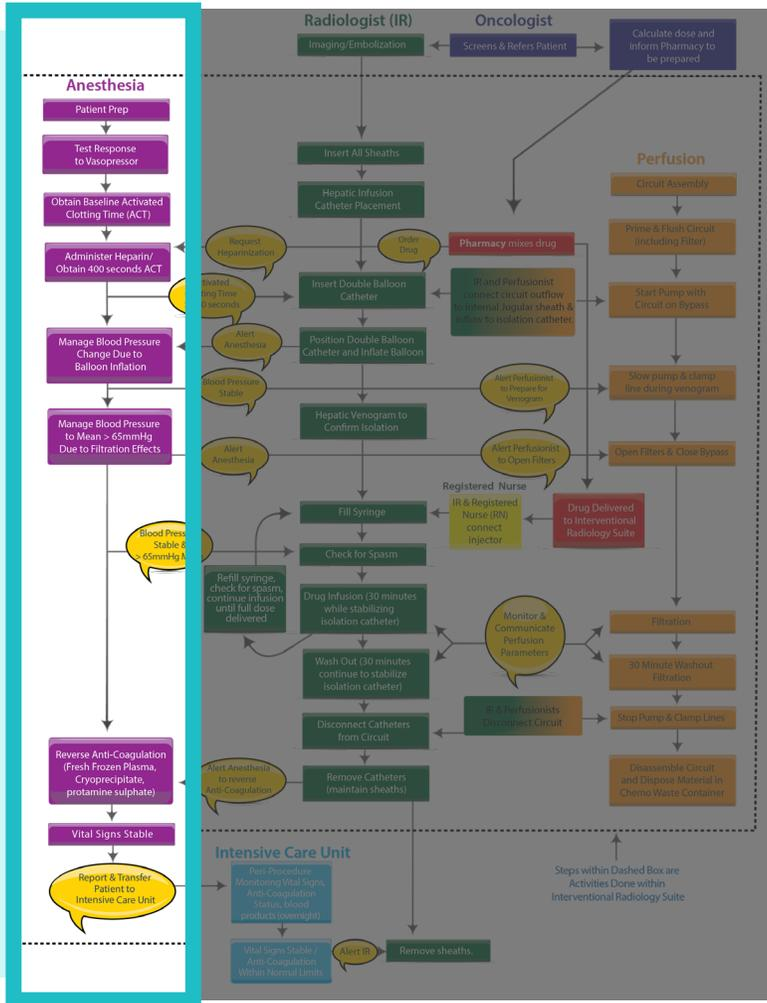 Radiologist (IR)
Oncologist
Imaging/Embolization
Screens & Refers Patient
Calculate dose and
inform Pharmacy to
be prepared
Anesthesia
Patient Prep
Test Response
to Vasopressor
Obtain Baseline Activated
Clotting Time (ACT)
Administer Heparin/
Obtain 400 seconds ACT
Manage Blood Pressure
Change Due to
Balloon Inflation
Manage Blood Pressure
to Mean > 65mmHg
Due to Filtration Effects
Blood
Stable &
> 65mmHg
Reverse Anti-Coagulation
(Fresh Frozen Plasma,
Cryoprecipitate,
protamine sulphate)
Vital Signs Stable
Report & Transfer
Patient to
Intensive Care Unit
Insert All Sheaths
Hepatic Infusion
Catheter Placement
Request
Heparinization
Order
Drug
Pharmacy mixes drug
Insert Double Balloon
Catheter
seconds
IR and Perfusionist
connect circuit outflow
to internal Jugular sheath &
inflow to isolation catheter.
Alert
Anesthesia
Position Double Balloon
Catheter and Inflate Balloon
Blood Pressure
Stable
Alert Perfusionist
to Prepare for
Venogram
Hepatic Venogram to
Confirm Isolation
Alert
Anesthesia
Alert Perfusionist
to Open Filters
Registered Nurse
Fill Syringe
IR & Registered
Nurse (RN)
connect
injector
Drug Delivered
to Interventional
Radiology Suite
Check for Spasm
Refill syringe,
check for spasm,
continue infusion
until full dose
delivered
Drug Infusion (30 minutes
while stabilizing
isolation catheter)
Monitor &
Communicate
Perfusion
Parameters
Wash Out (30 minutes
continue to stabilize
isolation catheter)
Disconnect Catheters
from Circuit
IR & Perfusionists
Disconnect Circuit
Alert Anesthesia
to reverse
Anti-Coagulation
Remove Catheters
(maintain sheaths)
Perfusion
Circuit Assembly
Prime & Flush Circuit
(including Filter)
Start Pump with
Circuit on Bypass
Slow pump & clamp
line during venogram
Open Filters & Close Bypass
Filtration
30 Minute Washout
Filtration
Stop Pump & Clamp Lines
Disassemble Circuit
and Dispose Material in
Chemo Waste Container
Intensive Care Unit
Peri-Procedure
Monitoring Vital Signs,
Anti-Coagulation
Status, blood
products (overnight)
Vital Signs Stable /
Anti-Coagulation
Within Normal Limits
Alert IR
Remove sheaths.
Steps within Dashed Box are
Activities Done within
Interventional Radiology Suite